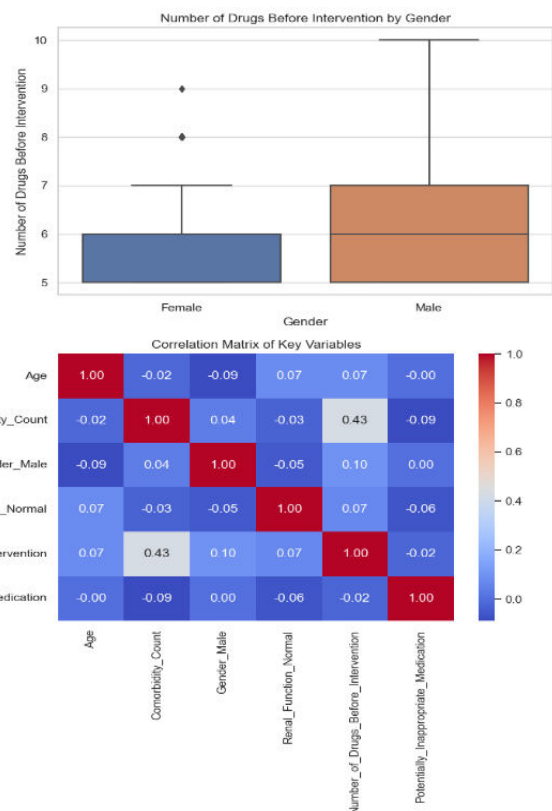 Number of Drugs Before Intervention by Gender
Number of Drugs Before Intervention
10
9
8
7
6
5
Female Male
Gender
Correlation Matrix of Key Variables
Age 1.00 -0.02 -0.09 0.07 0.07 -0.00
ty_Count -0.02 1.00 0.04 -0.03 0.43 -0.09
der_Male -0.09 0.04 1.00 -0.05 0.10 0.00
_Normal 0.07 -0.03 -0.05 1.00 0.07 -0.06
ervention 0.07 0.43 0.10 0.07 1.00 -0.02
edication -0.00 -0.09 0.00 -0.06 -0.02 1.00
1.0
0.8
0.6
0.4
0.2
0.0
Age
Comorbidity_Count
Gender_Male
Renal_Function_Normal
Number_of_Drugs_Before_Intervention
Potentially_Inappropriate_Medication